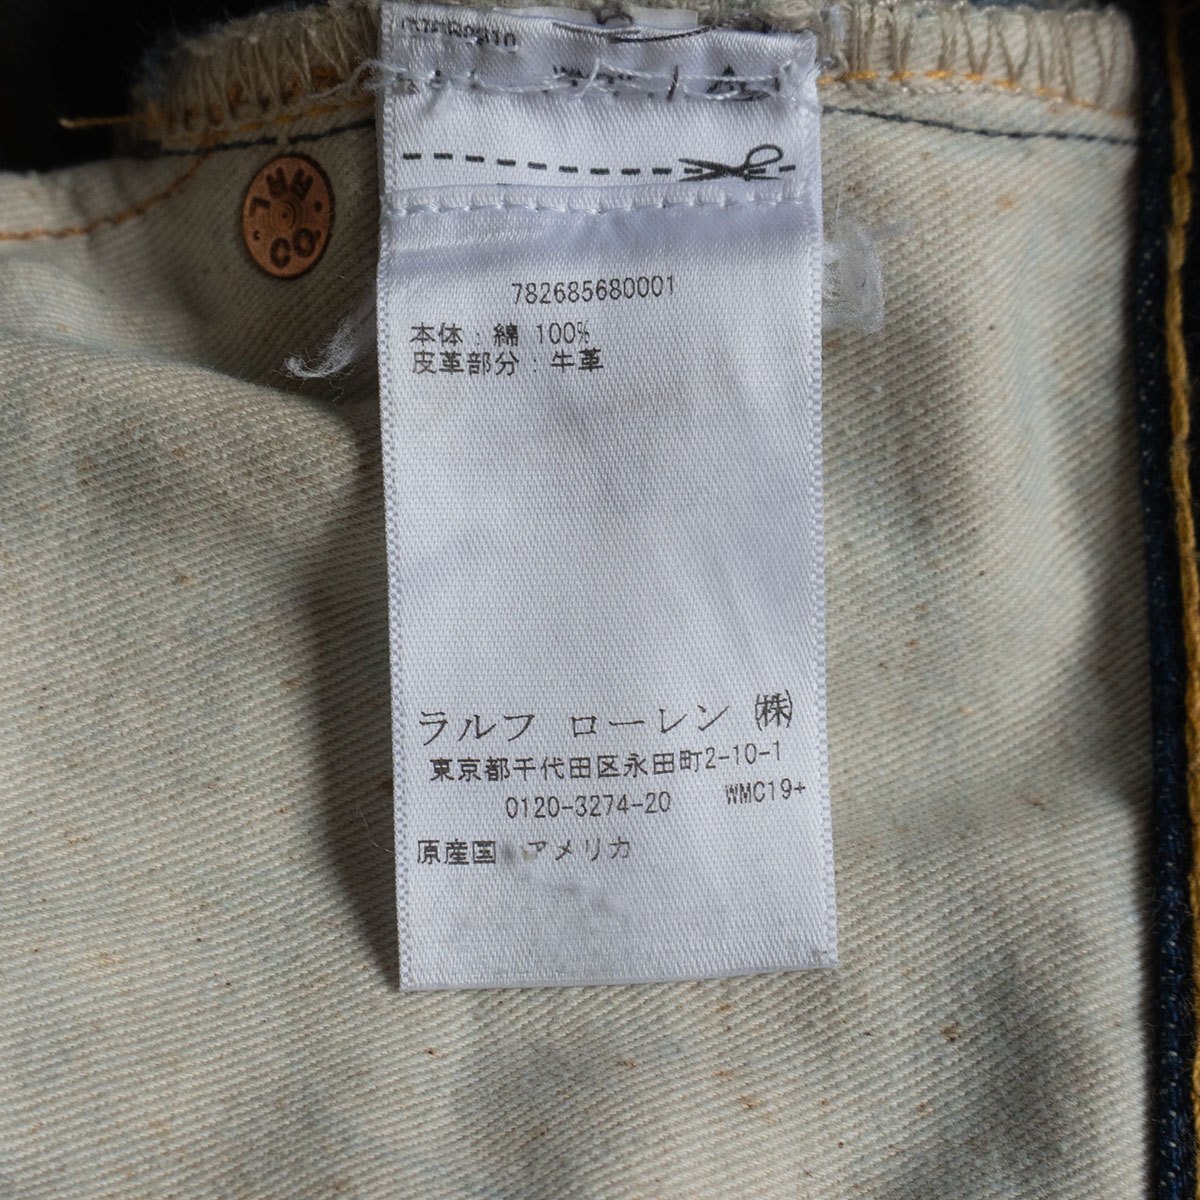 RRL
CO.
782685680001
本体：綿 100%
皮革部分：牛革
ラルフ ローレン ㈱
東京都千代田区永田町2-10-1
0120-3274-20 WMC19+
原産国 アメリカ